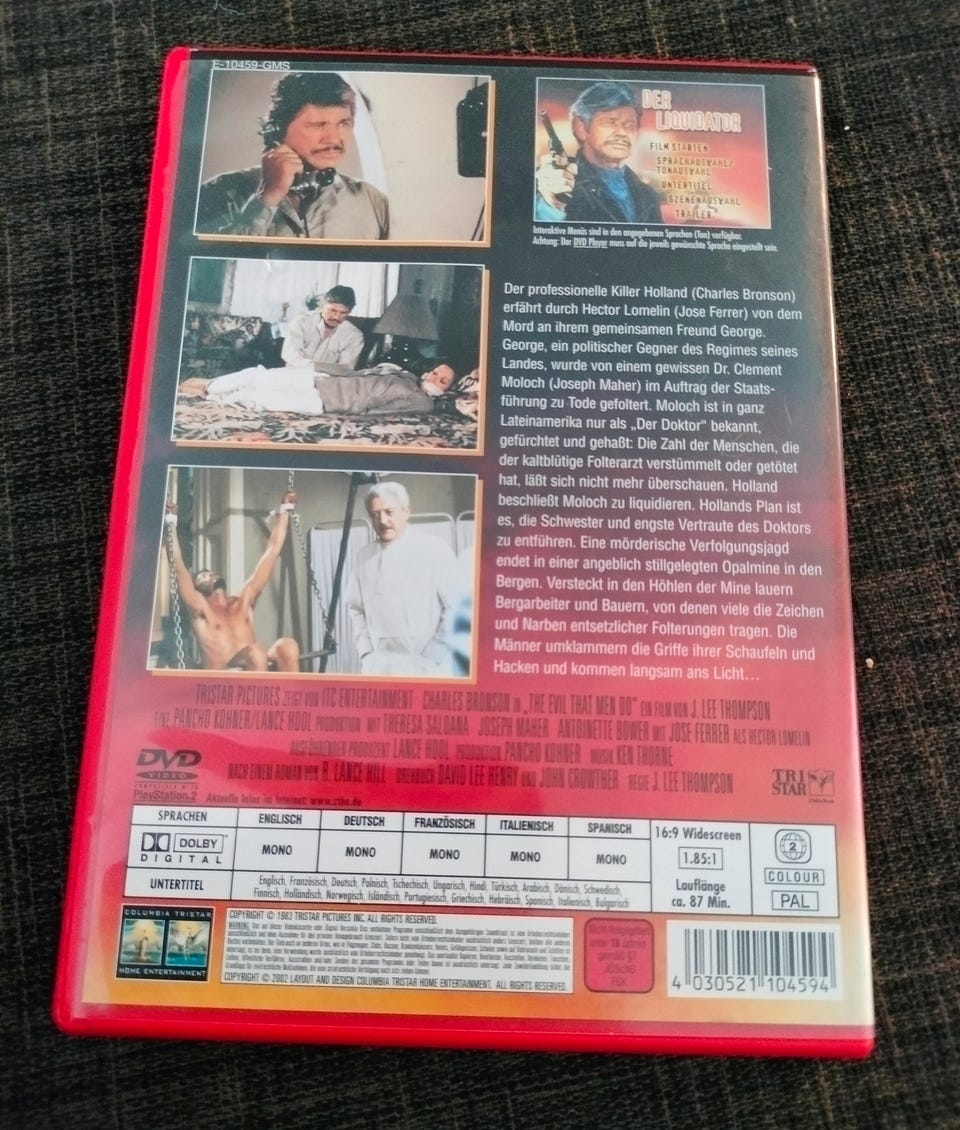 E-10459-GMS
DER
LIQUIDATOR
FILM STARTEN
SPRACHAUSWAHL/
TONAUSWAHL
UNTERTITEL
SZENENAUSWAHL
TRAILER
Interaktive Menüs sind in den angegebenen Sprachen (Ton) verfügbar.
Achtung: Der DVD Player muss auf die jeweils gewünschte Sprache eingestellt sein.
Der professionelle Killer Holland (Charles Bronson)
erfährt durch Hector Lomelin (Jose Ferrer) von dem
Mord an ihrem gemeinsamen Freund George.
George, ein politischer Gegner des Regimes seines
Landes, wurde von einem gewissen Dr. Clement
Moloch (Joseph Maher) im Auftrag der Staats-
führung zu Tode gefoltert. Moloch ist in ganz
Lateinamerika nur als „Der Doktor“ bekannt,
gefürchtet und gehaßt: Die Zahl der Menschen, die
der kaltblütige Folterarzt verstümmelt oder getötet
hat, läßt sich nicht mehr überschauen. Holland
beschließt Moloch zu liquidieren. Hollands Plan ist
es, die Schwester und engste Vertraute des Doktors
zu entführen. Eine mörderische Verfolgungsjagd
endet in einer angeblich stillgelegten Opalmine in den
Bergen. Versteckt in den Höhlen der Mine lauern
Bergarbeiter und Bauern, von denen viele die Zeichen
und Narben entsetzlicher Folterungen tragen. Die
Männer umklammern die Griffe ihrer Schaufeln und
Hacken und kommen langsam ans Licht...
TRISTAR PICTURES ZEIGT VON ITC ENTERTAINMENT CHARLES BRONSON IN „THE EVIL THAT MEN DO“ EIN FILM VON J. LEE THOMPSON
EINE PANCHO KOHNER/LANCE HOOL PRODUKTION MIT THERESA SALDANA JOSEPH MAHER ANTOINETTE BOWER MIT JOSE FERRER ALS HECTOR LOMELIN
AUSFÜHRENDER PRODUZENT LANCE HOOL PRODUKTION PANCHO KOHNER MUSIK KEN THORNE
NACH EINEM ROMAN VON R. LANCE HILL DREHBUCH DAVID LEE HENRY UND JOHN CROWTHER REGIE J. LEE THOMPSON
DVD
VIDEO
COMPATIBLE WITH
PlayStation.2
Aktuelle Infos im Internet: www.cthe.de
TRI
STAR
SPRACHEN
ENGLISCH DEUTSCH FRANZÖSISCH ITALIENISCH SPANISCH
DOLBY
DIGITAL
MONO MONO MONO MONO MONO
UNTERTITEL
Englisch, Französisch, Deutsch, Polnisch, Tschechisch, Ungarisch, Hindi, Türkisch, Arabisch, Dänisch, Schwedisch,
Finnisch, Holländisch, Norwegisch, Isländisch, Portugiesisch, Griechisch, Hebräisch, Spanisch, Italienisch, Bulgarisch
16:9 Widescreen
1.85:1
Lauflänge
ca. 87 Min.
2
COLOUR
PAL
COLUMBIA TRISTAR
HOME ENTERTAINMENT
COPYRIGHT © 1983 TRISTAR PICTURES INC. ALL RIGHTS RESERVED.
WARNUNG
COPYRIGHT © 2002 LAYOUT AND DESIGN COLUMBIA TRISTAR HOME ENTERTAINMENT. ALL RIGHTS RESERVED.
unter 18 Jahren
gemäß §7
JÖSchG
FSK
4 030521 104594